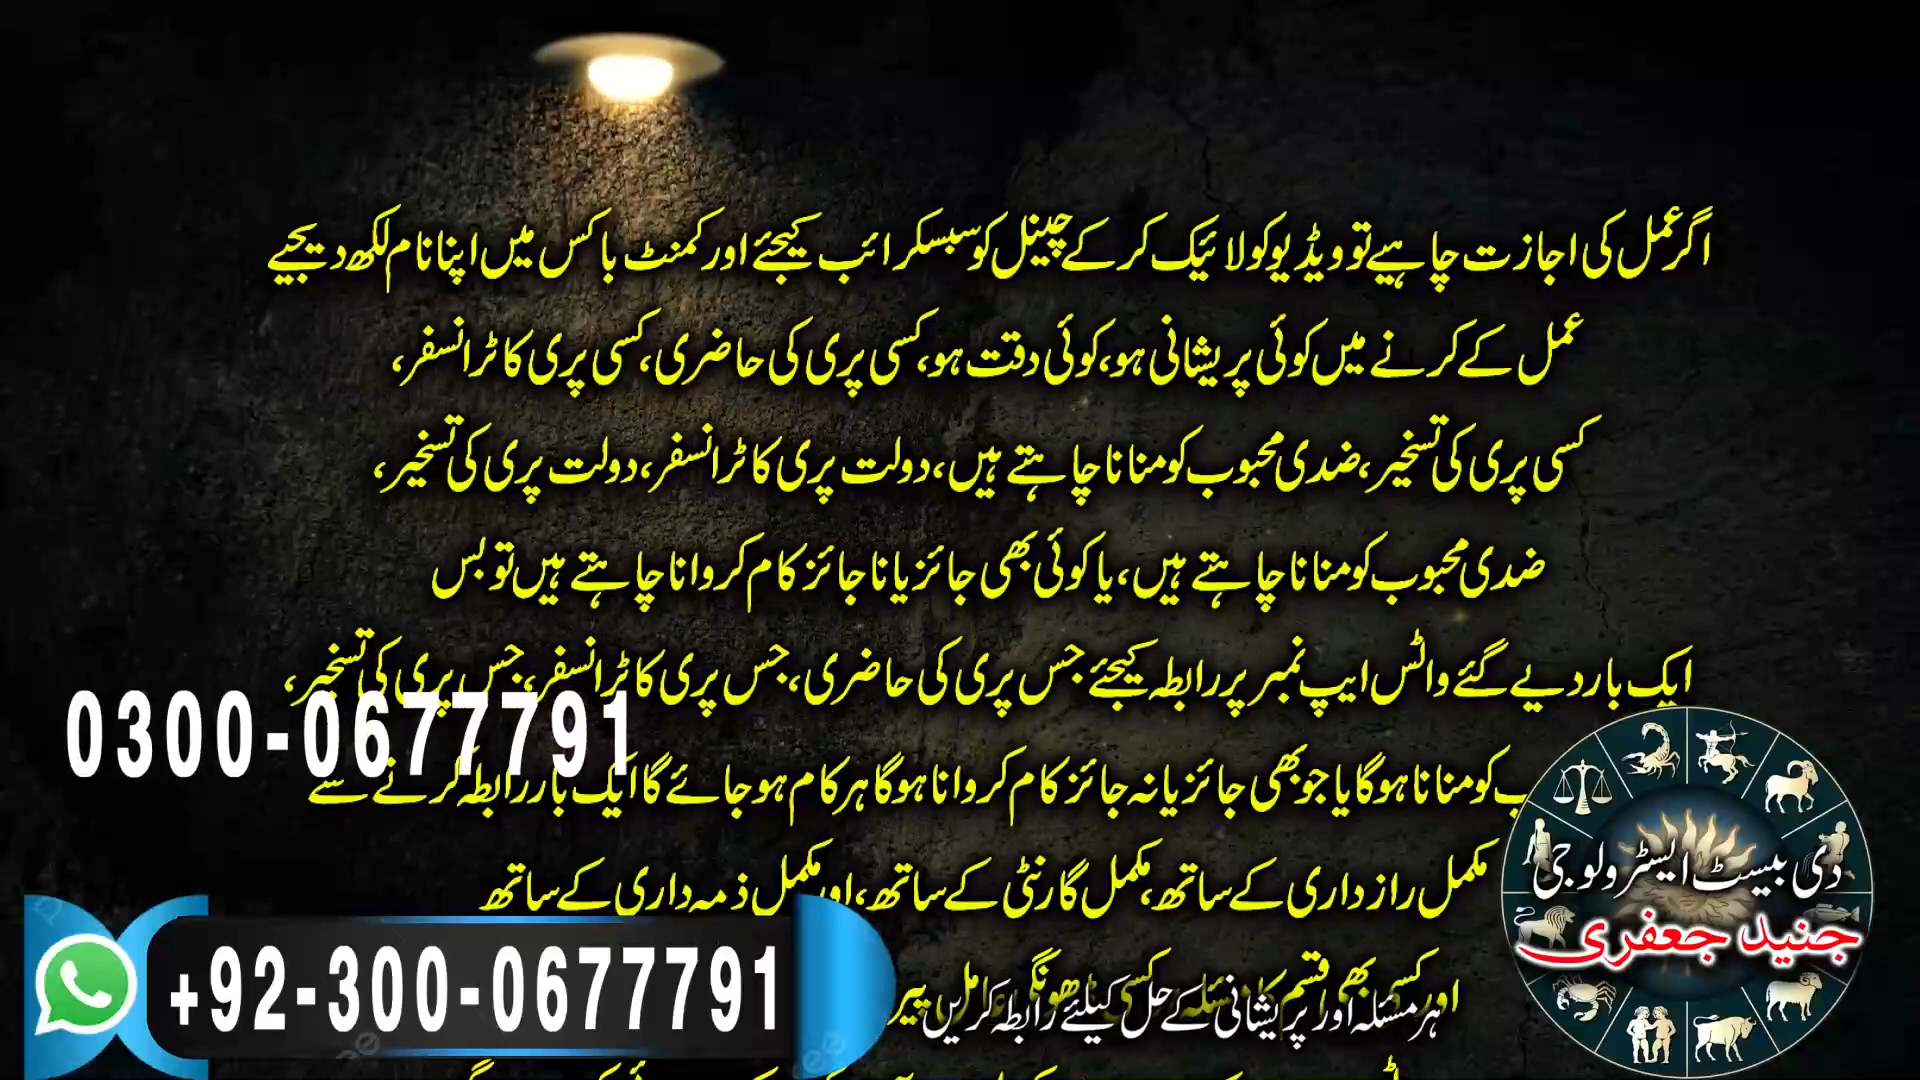 اگر عمل کی اجازت چاہیے تو ویڈیو کو لائیک کر کے چینل کو سبسکرائب کیجئے اور کمنٹ باکس میں اپنا نام لکھ دیجیے
عمل کے کرنے میں کوئی پریشانی ہو، کوئی دقت ہو، کسی پری کی حاضری، کسی پری کا ٹرانسفر،
کسی پری کی تسخیر، ضدی محبوب کو منانا چاہتے ہیں، دولت پری کا ٹرانسفر، دولت پری کی تسخیر،
ضدی محبوب کو منانا چاہتے ہیں، یا کوئی بھی جائز یا ناجائز کام کروانا چاہتے ہیں تو بس
ایک بار دیے گئے واٹس ایپ نمبر پر رابطہ کیجئے جس پری کی حاضری، جس پری کا ٹرانسفر، جس پری کی تسخیر،
کو منانا ہوگا یا جو بھی جائز یا نہ جائز کام کروانا ہوگا ہر کام ہو جائے گا ایک بار رابطہ کرنے سے
0300-0677791
مکمل رازداری کے ساتھ، مکمل گارنٹی کے ساتھ، اور مکمل ذمہ داری کے ساتھ
اور کسی بھی قسم
ہر مسئلہ اور پریشانی کے حل کیلئے رابطہ کریں
+92-300-0677791
دی بیسٹ ایسٹرولوجی
جنید جعفری